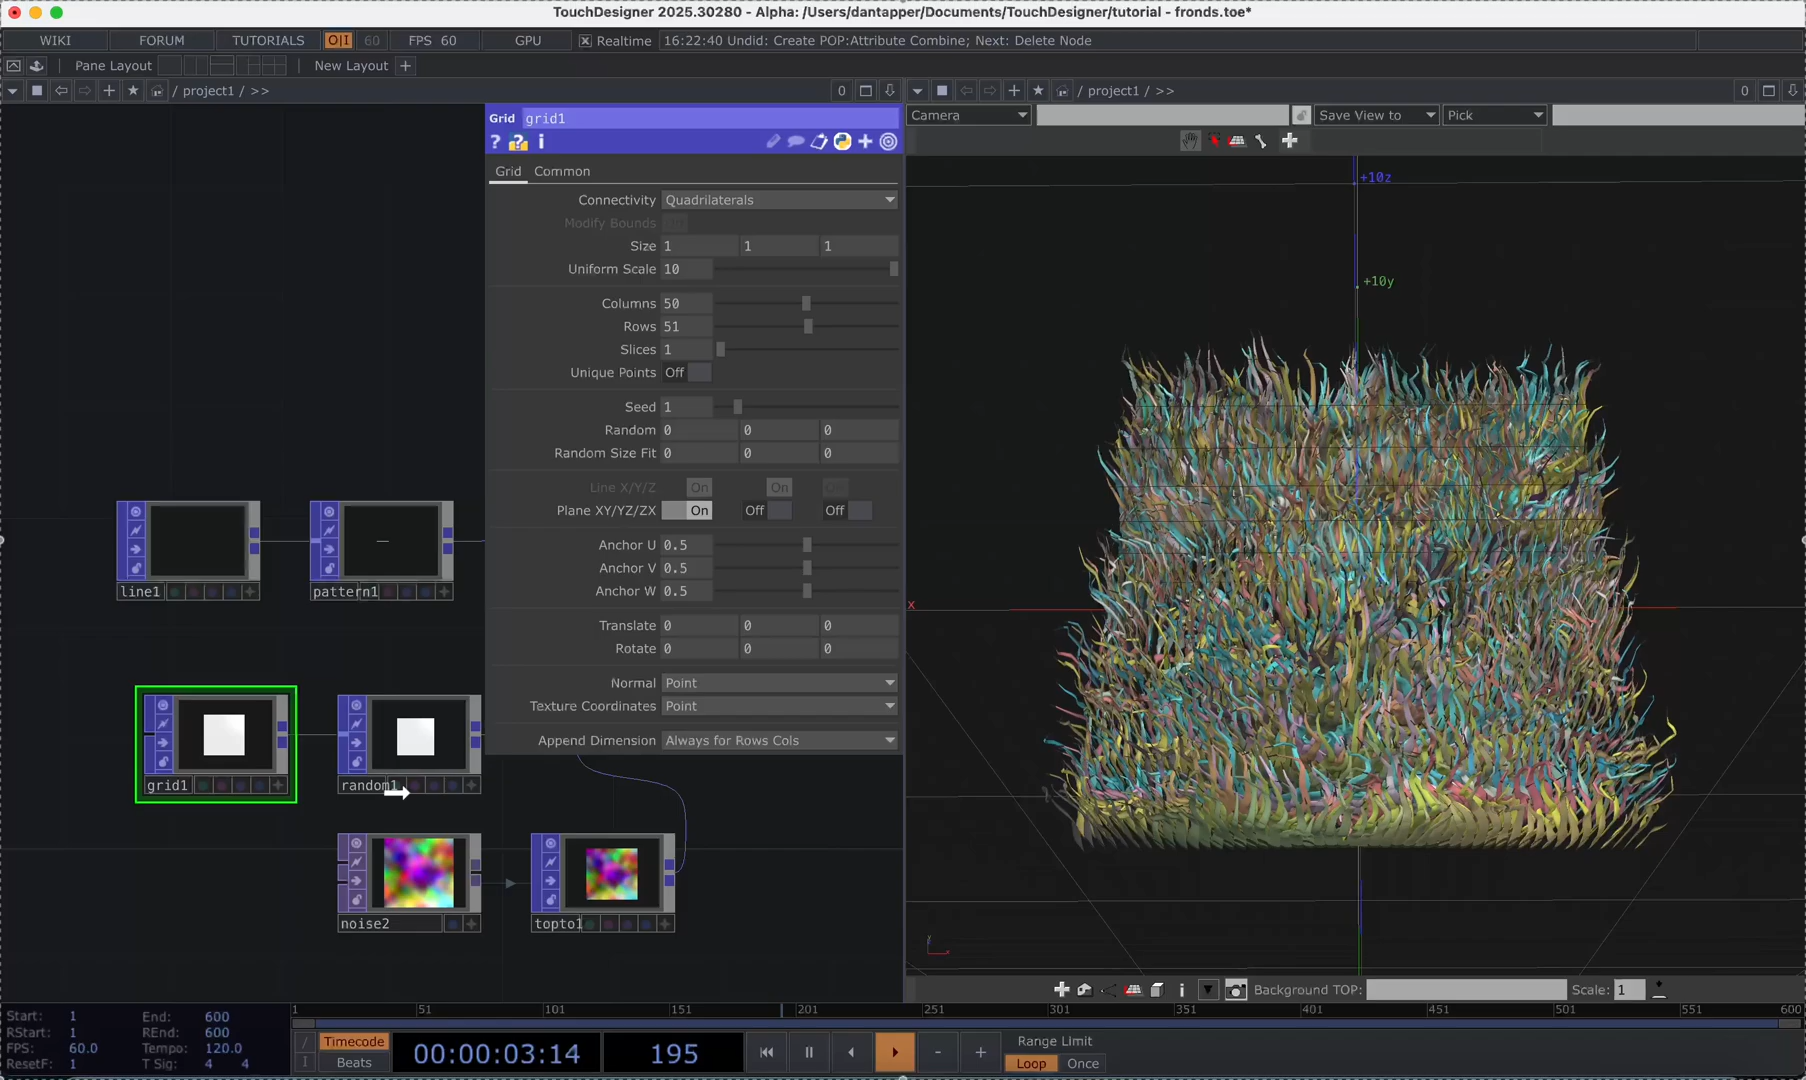 TouchDesigner 2025.30280 - Alpha: /Users/dantapper/Documents/TouchDesigner/tutorial - fronds.toe*
WIKI FORUM TUTORIALS O|I 60 FPS 60 GPU Realtime 16:22:40 Undid: Create POP:Attribute Combine; Next: Delete Node
Pane Layout New Layout +
/ project1 / >> 0
/ project1 / >> 0
Grid grid1
? ? i
Grid Common
Connectivity Quadrilaterals
Modify Bounds
Size 1 1 1
Uniform Scale 10
Columns 50
Rows 51
Slices 1
Unique Points Off
Seed 1
Random 0 0 0
Random Size Fit 0 0 0
Line X/Y/Z On On
Plane XY/YZ/ZX On Off Off
Anchor U 0.5
Anchor V 0.5
Anchor W 0.5
Translate 0 0 0
Rotate 0 0 0
Normal Point
Texture Coordinates Point
Append Dimension Always for Rows Cols
line1
pattern1
grid1
random1
noise2
topto1
Camera Save View to Pick
+10z
+10y
x
Background TOP: Scale: 1
1 51 101 151 201 251 301 351 401 451 501 551 600
Start: 1 End: 600
RStart: 1 REnd: 600
FPS: 60.0 Tempo: 120.0
ResetF: 1 T Sig: 4 4
Timecode
Beats
00:00:03:14
195
- +
Range Limit
Loop Once